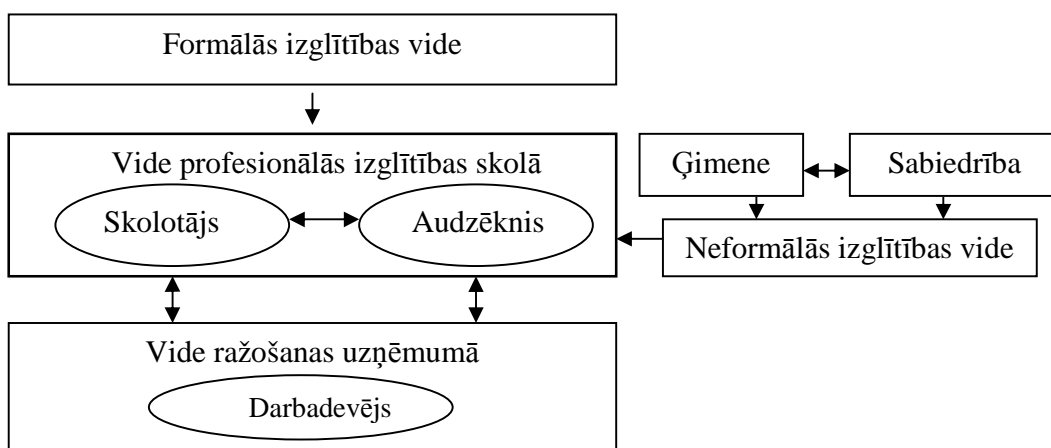 Formālās izglītības vide
Vide profesionālās izglītības skolā
Skolotājs
Audzēknis
Ģimene
Sabiedrība
Neformālās izglītības vide
Vide ražošanas uzņēmumā
Darbadevējs